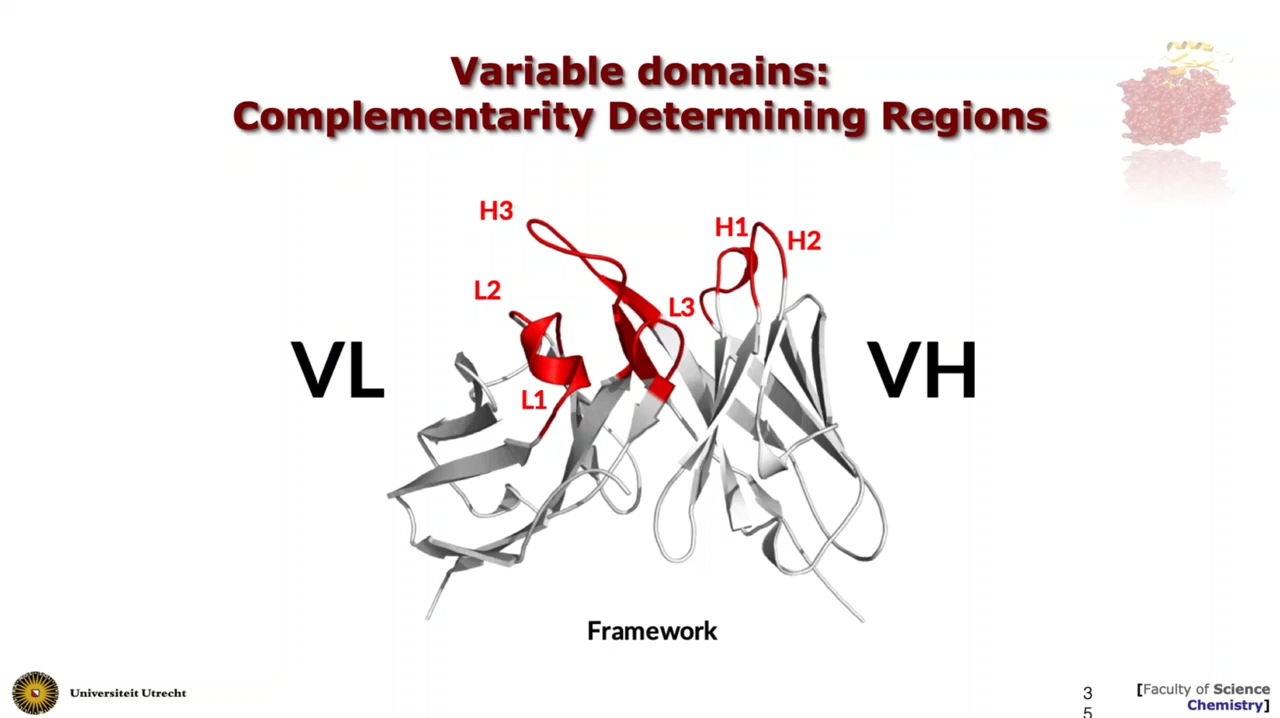 Variable domains:
Complementarity Determining Regions
H3
H1
H2
L2
L3
VL
VH
L1
Framework
Universiteit Utrecht
3
5
[Faculty of Science
Chemistry]